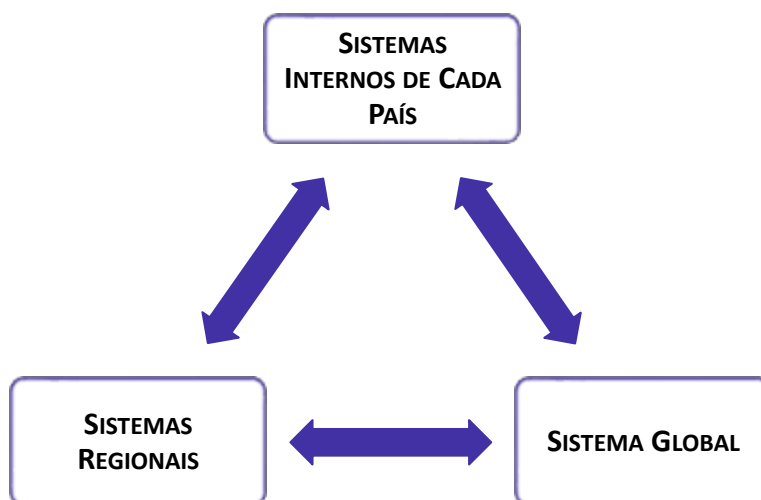 SISTEMAS
INTERNOS DE CADA
PAÍS
SISTEMAS
REGIONAIS
SISTEMA GLOBAL